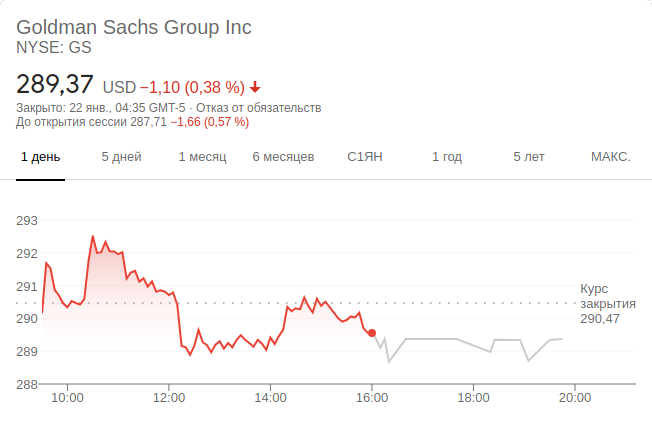 Goldman Sachs Group Inc
NYSE: GS
289,37 USD −1,10 (0,38 %)
Закрыто: 22 янв., 04:35 GMT-5 · Отказ от обязательств
До открытия сессии 287,71 −1,66 (0,57 %)
1 день 5 дней 1 месяц 6 месяцев С1ЯН 1 год 5 лет МАКС.
293
292
291
290
289
288
Курс
закрытия
290,47
10:00 12:00 14:00 16:00 18:00 20:00